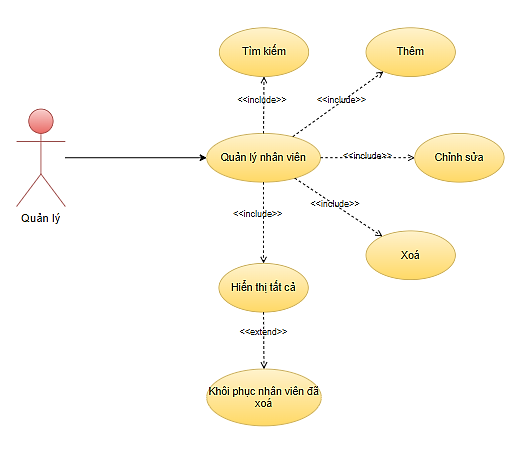 Tìm kiếm
Thêm
<<include>>
<<include>>
Quản lý nhân viên
<<include>>
Chỉnh sửa
Quản lý
<<include>>
<<include>>
Xoá
Hiển thị tất cả
<<extend>>
Khôi phục nhân viên đã
xoá